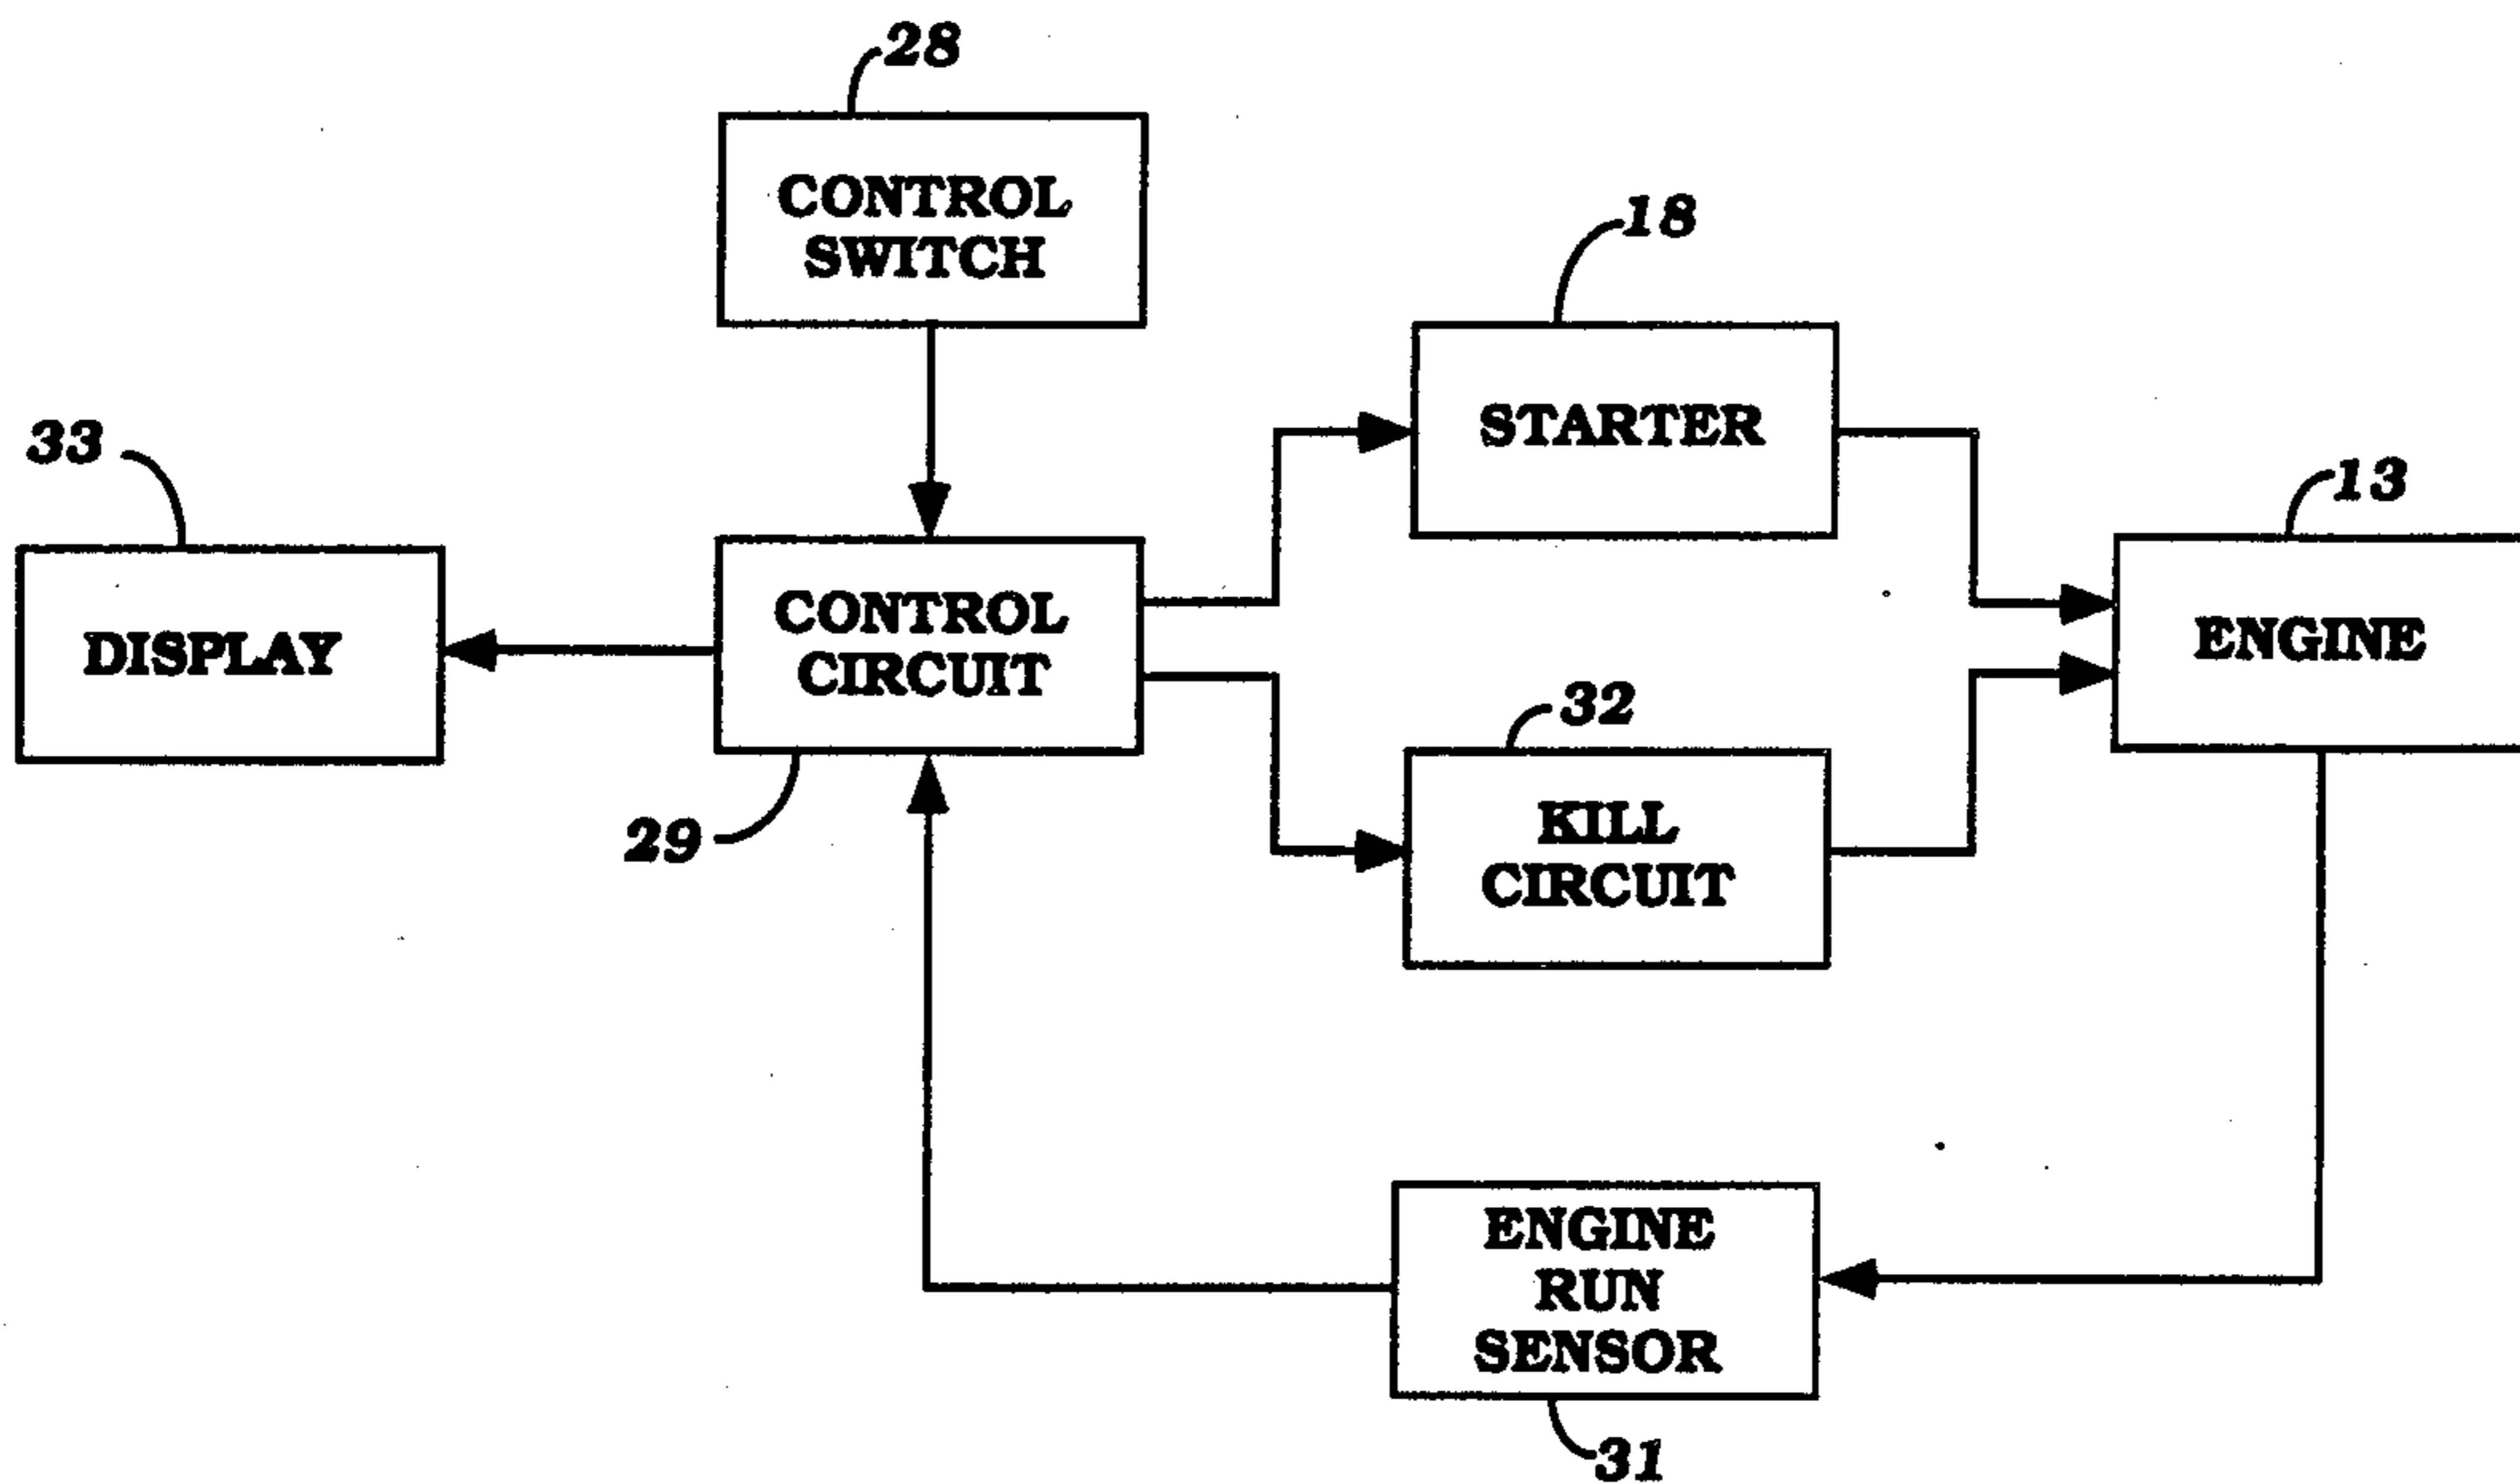 28
CONTROL
SWITCH
18
STARTER
33
DISPLAY
CONTROL
CIRCUIT
29
13
ENGINE
32
KILL
CIRCUIT
ENGINE
RUN
SENSOR
31